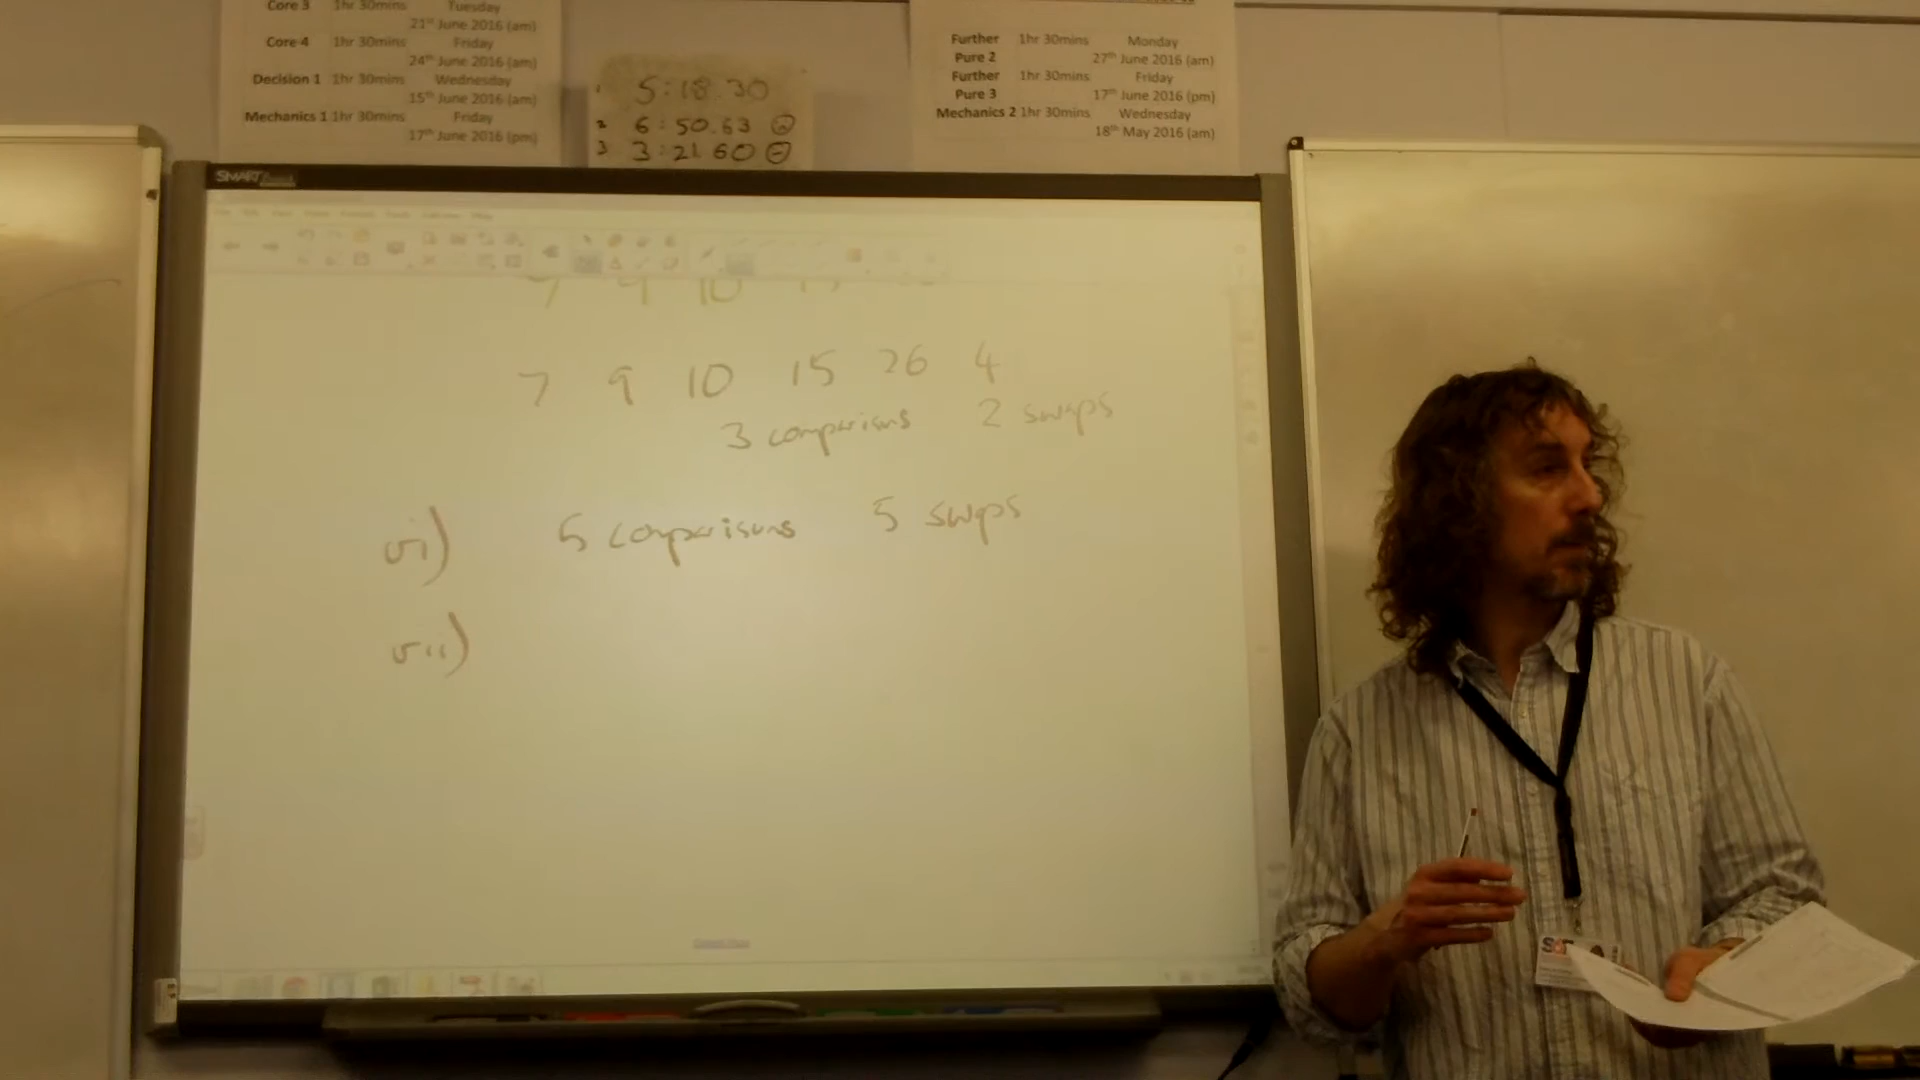 Core 3 1hr 30mins Tuesday
21st June 2016 (am)
Core 4 1hr 30mins Friday
24th June 2016 (am)
Decision 1 1hr 30mins Wednesday
15th June 2016 (am)
Mechanics 1 1hr 30mins Friday
17th June 2016 (pm)
1 5:18.30
2 6:50.63
3 3:21.60
Further 1hr 30mins Monday
Pure 2 27th June 2016 (am)
Further 1hr 30mins Friday
Pure 3 17th June 2016 (pm)
Mechanics 2 1hr 30mins Wednesday
18th May 2016 (am)
SMART
7 9 10
7 9 10 15 26 4
3 comparisons 2 swaps
vi) 5 comparisons 5 swaps
vii)